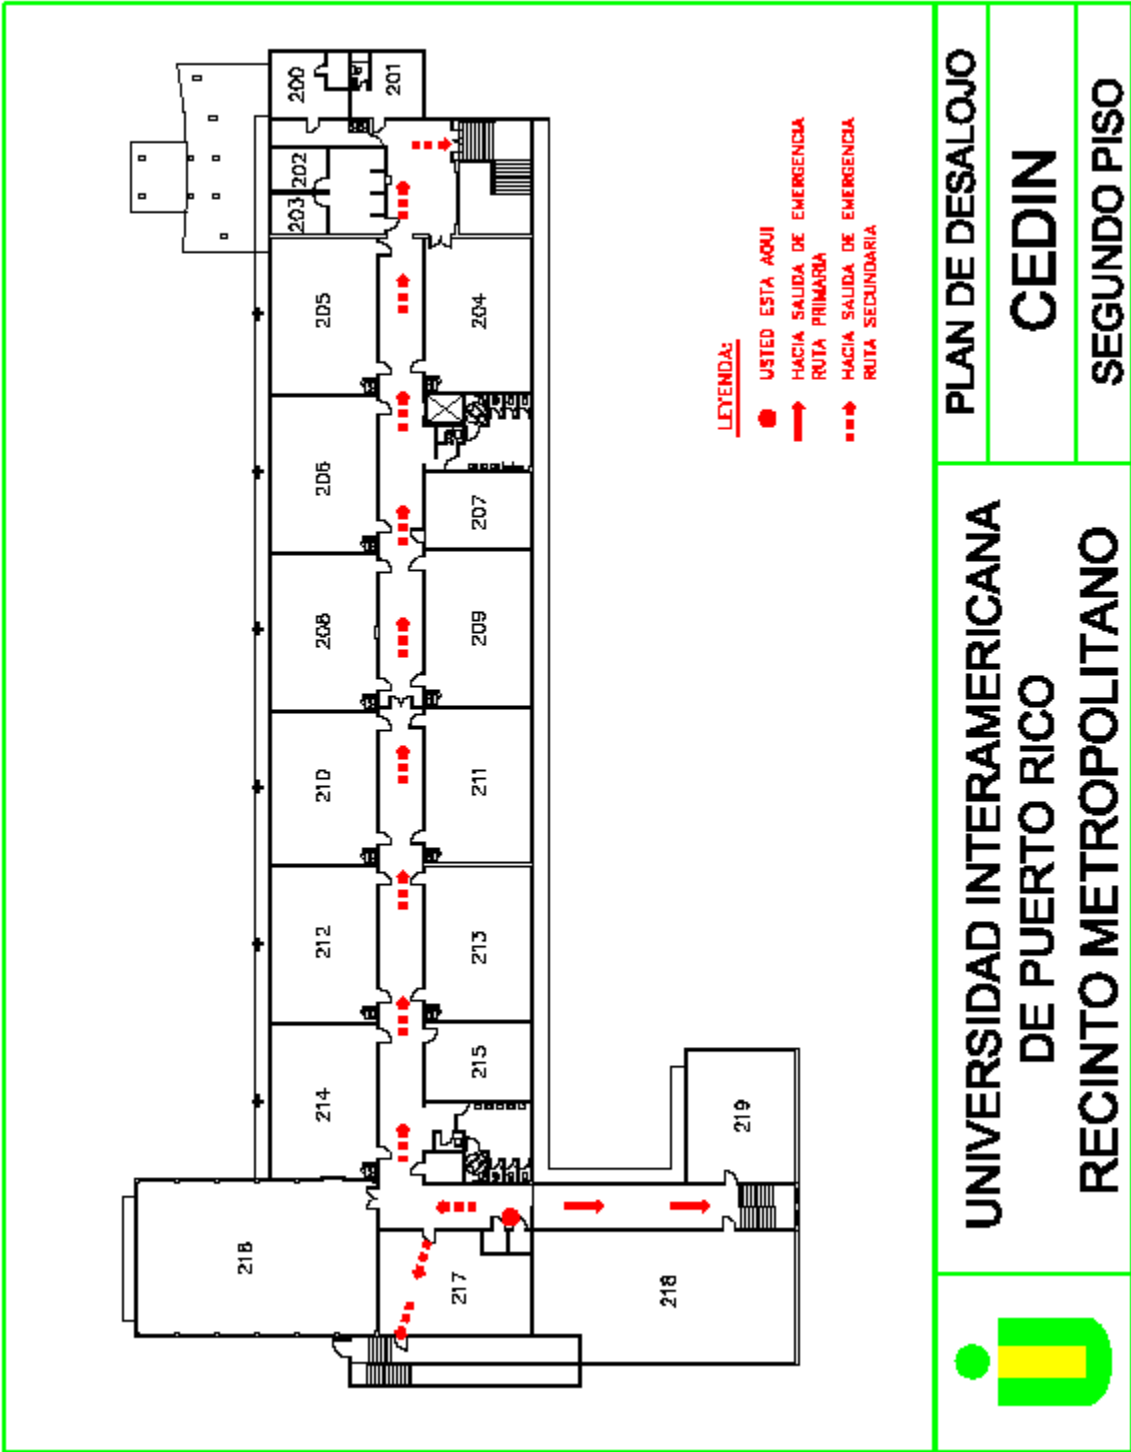 200
201
202
203
205
204
206
207
208
209
210
211
212
213
214
215
216
217
218
219
LEYENDA:
USTED ESTA AQUI
HACIA SALIDA DE EMERGENCIA
RUTA PRIMARIA
HACIA SALIDA DE EMERGENCIA
RUTA SECUNDARIA
UNIVERSIDAD INTERAMERICANA
DE PUERTO RICO
RECINTO METROPOLITANO
PLAN DE DESALOJO
CEDIN
SEGUNDO PISO